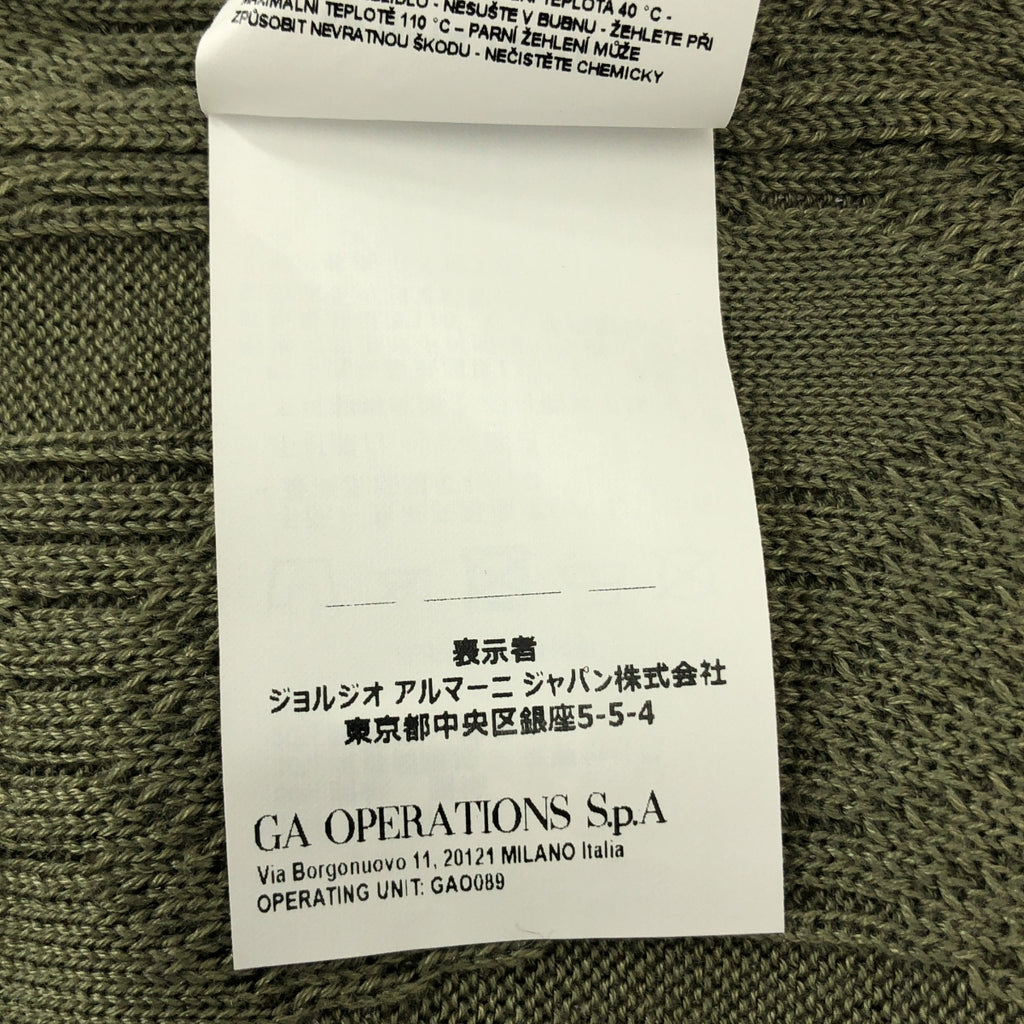 TEPLOTA 40 °C -
NESUŠTE V BUBNU - ŽEHLETE PŘI
MAXIMÁLNÍ TEPLOTĚ 110 °C – PARNÍ ŽEHLENÍ MŮŽE
ZPŮSOBIT NEVRATNOU ŠKODU - NEČISTĚTE CHEMICKY
表示者
ジョルジオ アルマーニ ジャパン株式会社
東京都中央区銀座5-5-4
GA OPERATIONS S.p.A
Via Borgonuovo 11, 20121 MILANO Italia
OPERATING UNIT: GAO089